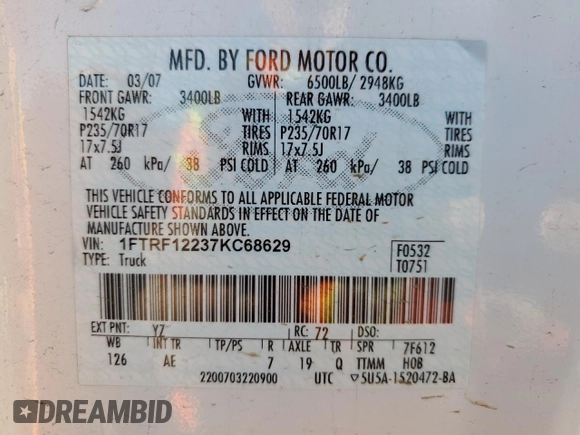 MFD. BY FORD MOTOR CO.
DATE: 03/07 GVWR: 6500LB/ 2948KG
FRONT GAWR: 3400LB REAR GAWR: 3400LB
1542KG WITH 1542KG WITH
P235/70R17 TIRES P235/70R17 TIRES
17x7.5J RIMS 17x7.5J RIMS
AT 260 kPa/ 38 PSI COLD AT 260 kPa/ 38 PSI COLD
THIS VEHICLE CONFORMS TO ALL APPLICABLE FEDERAL MOTOR
VEHICLE SAFETY STANDARDS IN EFFECT ON THE DATE OF
MANUFACTURE SHOWN ABOVE.
VIN: 1FTRF12237KC68629 F0532
TYPE: Truck T0751
EXT PNT: YZ RC: 72 DSO:
WB INT TR TP/PS R AXLE TR SPR 7F612
126 AE 7 19 Q TTMM HOB
2200703220900 UTC ▽5U5A-1520472-BA
DREAMBID